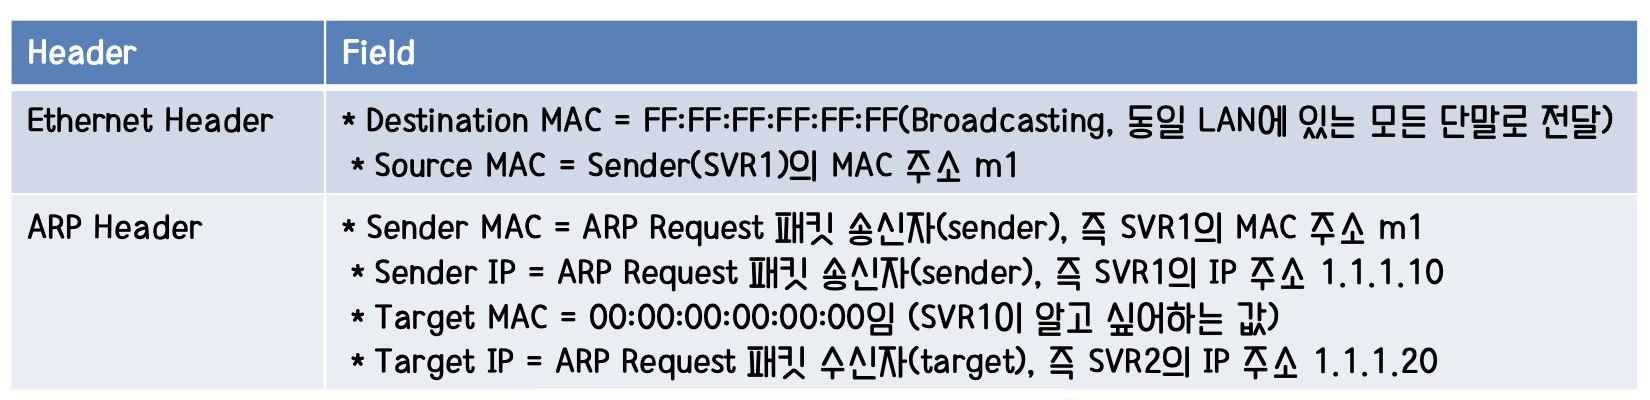 Header Field
Ethernet Header * Destination MAC = FF:FF:FF:FF:FF:FF(Broadcasting, 동일 LAN에 있는 모든 단말로 전달)
* Source MAC = Sender(SVR1)의 MAC 주소 m1
ARP Header * Sender MAC = ARP Request 패킷 송신자(sender), 즉 SVR1의 MAC 주소 m1
* Sender IP = ARP Request 패킷 송신자(sender), 즉 SVR1의 IP 주소 1.1.1.10
* Target MAC = 00:00:00:00:00:00임 (SVR1이 알고 싶어하는 값)
* Target IP = ARP Request 패킷 수신자(target), 즉 SVR2의 IP 주소 1.1.1.20